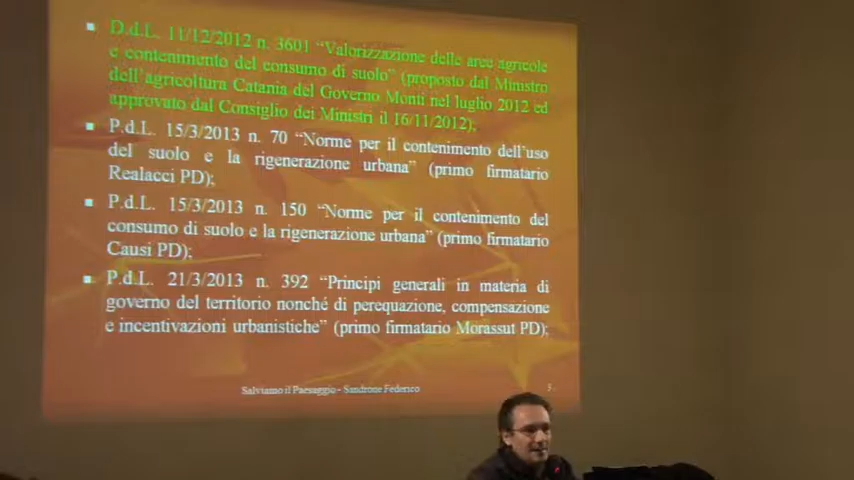 D.d.L. 11/12/2012 n. 3601 "Valorizzazione delle aree agricole
e contenimento del consumo di suolo" (proposto dal Ministro
dell'agricoltura Catania del Governo Monti nel luglio 2012 ed
approvato dal Consiglio dei Ministri il 16/11/2012);
P.d.L. 15/3/2013 n. 70 "Norme per il contenimento dell'uso
del suolo e la rigenerazione urbana" (primo firmatario
Realacci PD);
P.d.L. 15/3/2013 n. 150 "Norme per il contenimento del
consumo di suolo e la rigenerazione urbana" (primo firmatario
Causi PD);
P.d.L. 21/3/2013 n. 392 "Principi generali in materia di
governo del territorio nonché di perequazione, compensazione
e incentivazioni urbanistiche" (primo firmatario Morassut PD);
Salviamo il Paesaggio - Sandrone Federico